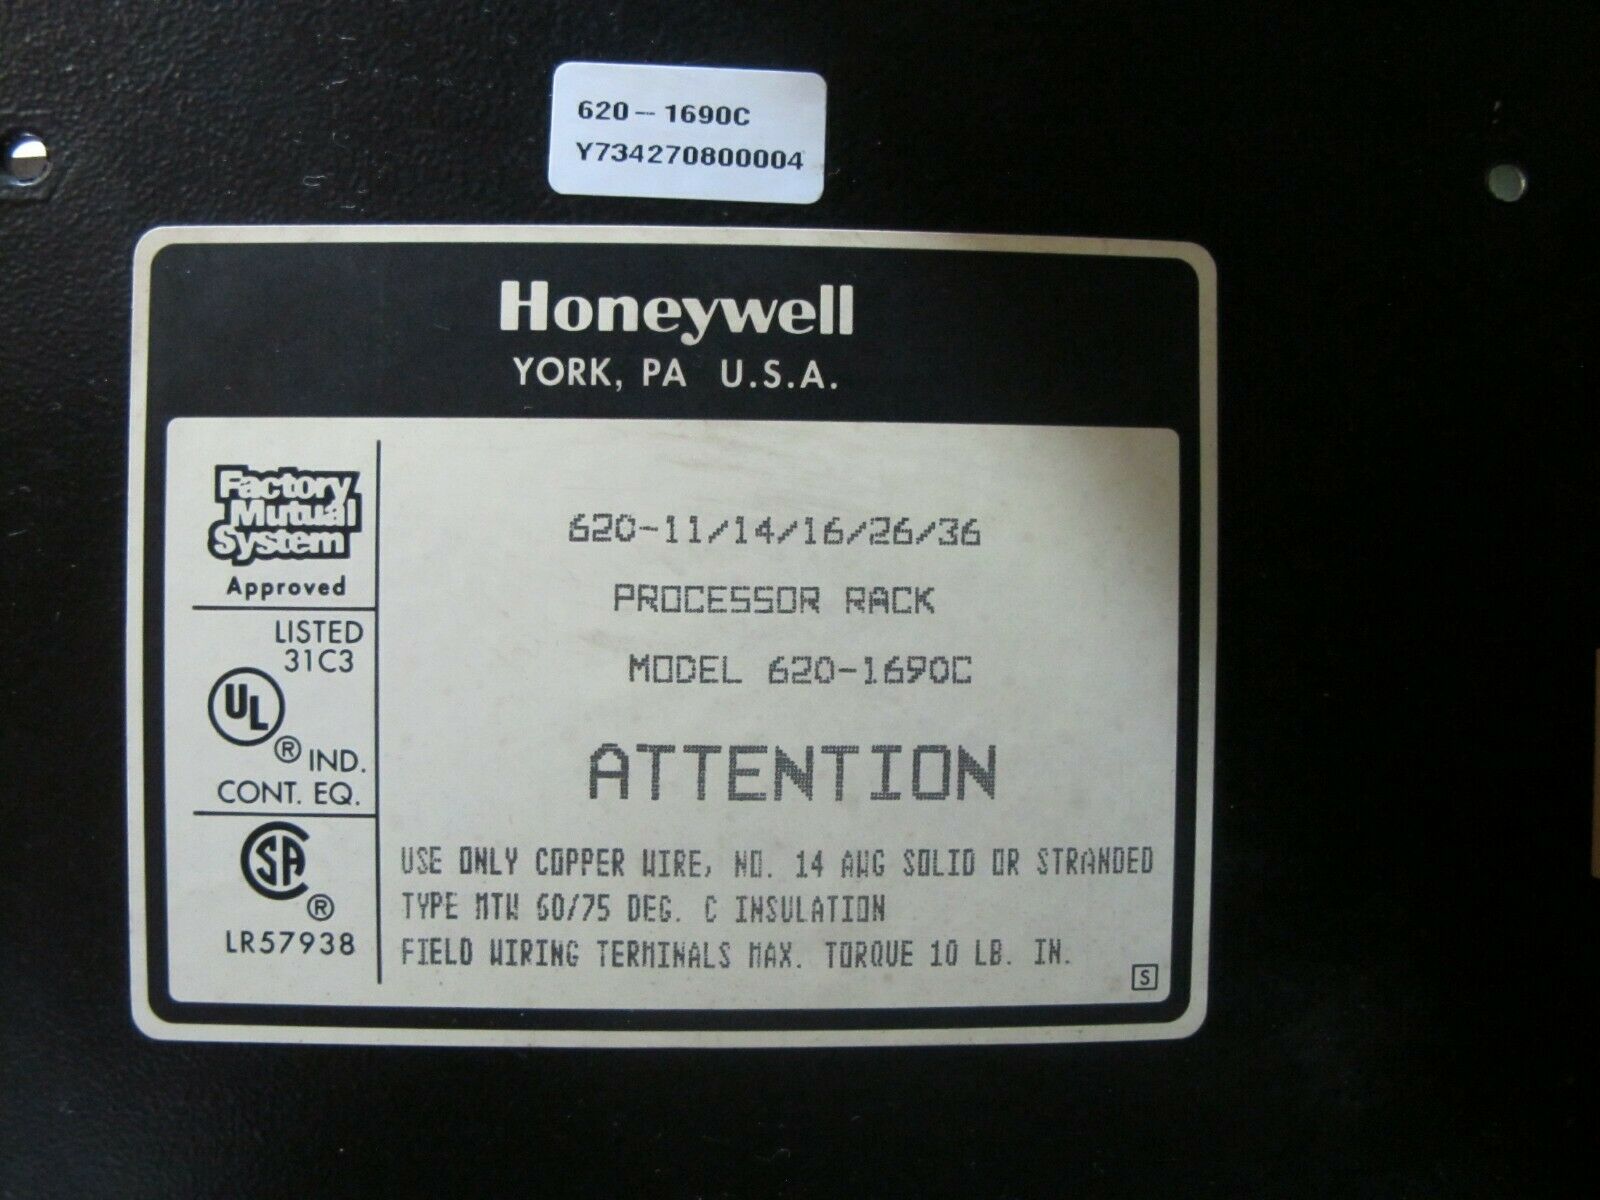 620-1690C
Y734270800004
Honeywell
YORK, PA U.S.A.
Factory
Mutual
System
Approved
LISTED
31C3
UL
® IND.
CONT. EQ.
SA
®
LR57938
620-11/14/16/26/36
PROCESSOR RACK
MODEL 620-1690C
ATTENTION
USE ONLY COPPER WIRE, NO. 14 AWG SOLID OR STRANDED
TYPE MTW 60/75 DEG. C INSULATION
FIELD WIRING TERMINALS MAX. TORQUE 10 LB. IN.
S